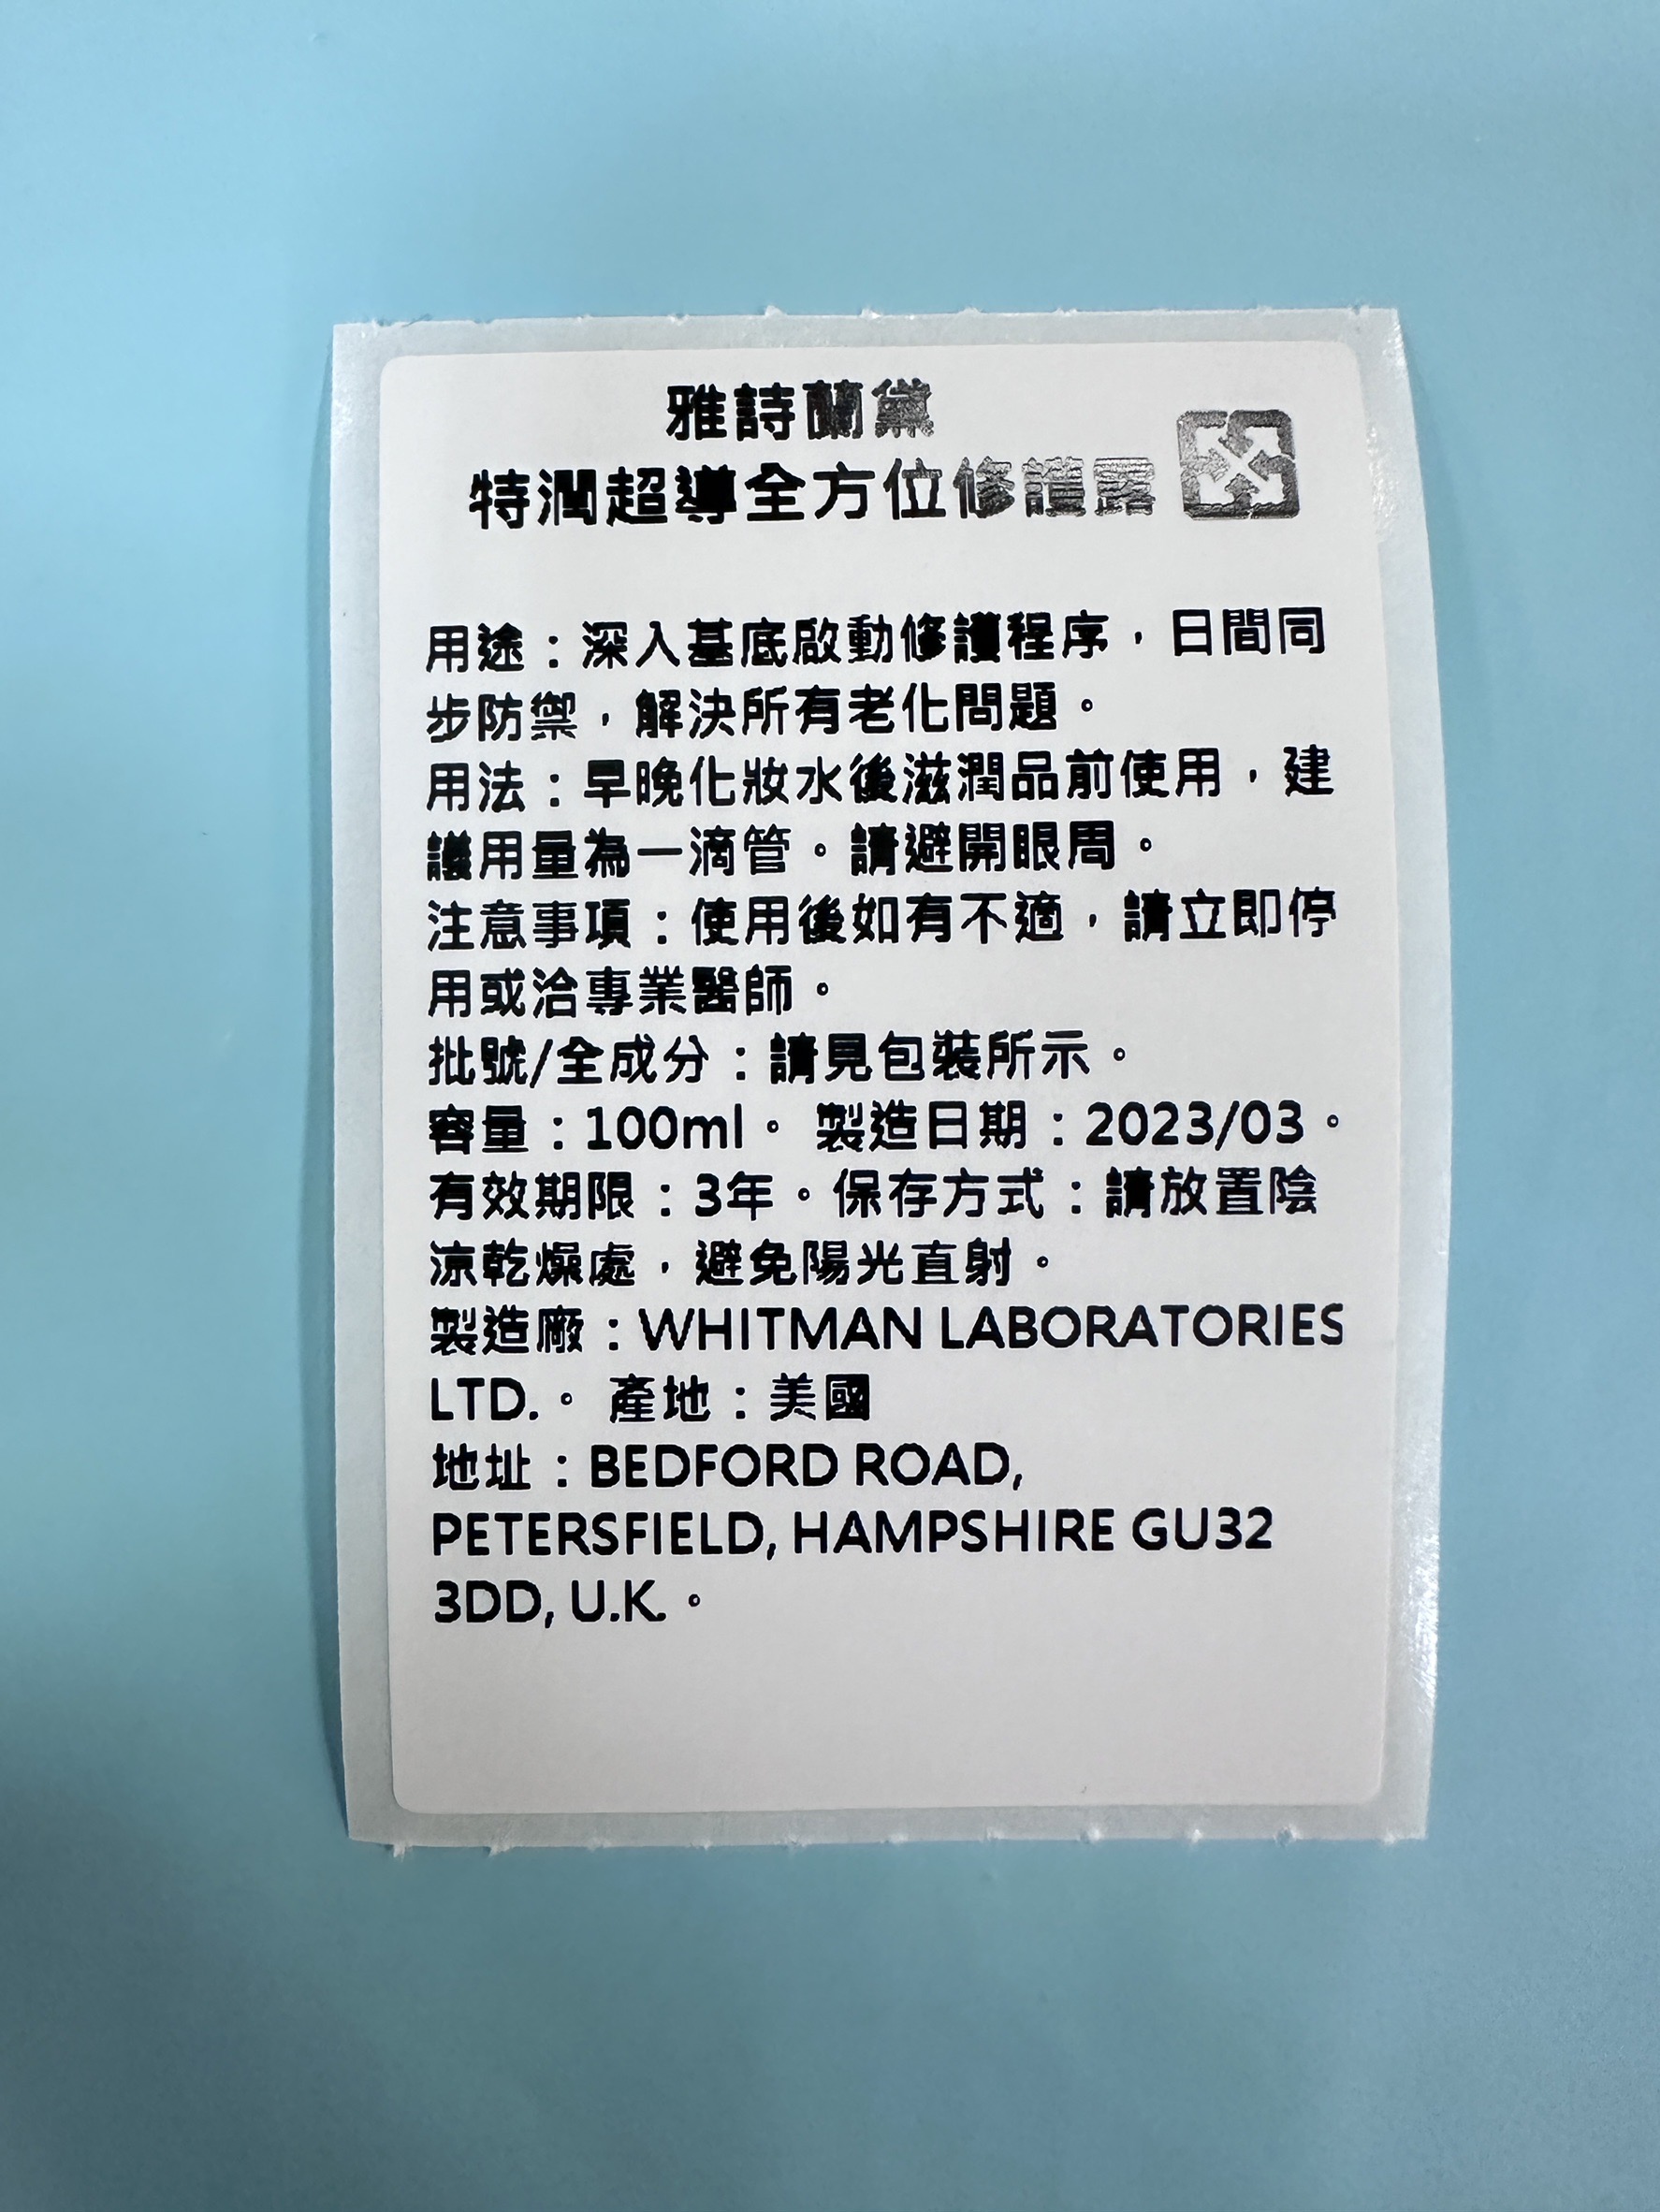 雅詩蘭黛
特潤超導全方位修護露
用途：深入基底啟動修護程序，日間同
步防禦，解決所有老化問題。
用法：早晚化妝水後滋潤品前使用，建
議用量為一滴管。請避開眼周。
注意事項：使用後如有不適，請立即停
用或洽專業醫師。
批號/全成分：請見包裝所示。
容量：100ml。 製造日期：2023/03。
有效期限：3年。保存方式：請放置陰
涼乾燥處，避免陽光直射。
製造廠：WHITMAN LABORATORIES
LTD.。 產地：美國
地址：BEDFORD ROAD,
PETERSFIELD, HAMPSHIRE GU32
3DD, U.K.。